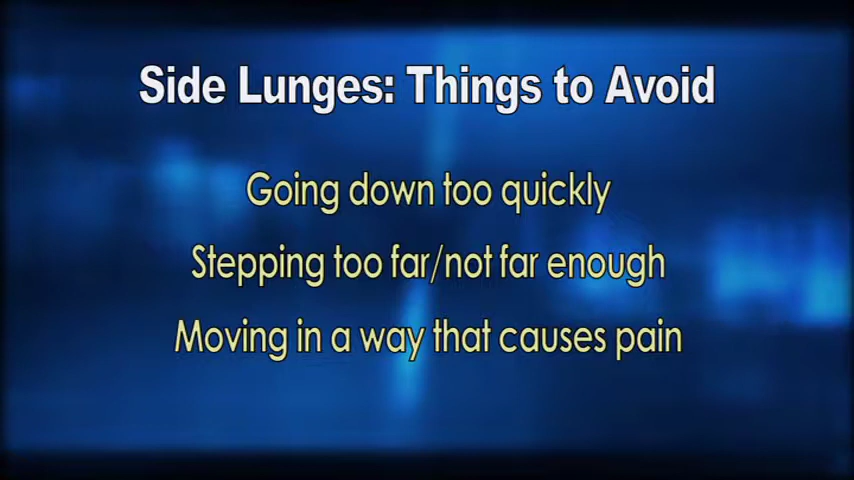 Side Lunges: Things to Avoid
Going down too quickly
Stepping too far/not far enough
Moving in a way that causes pain